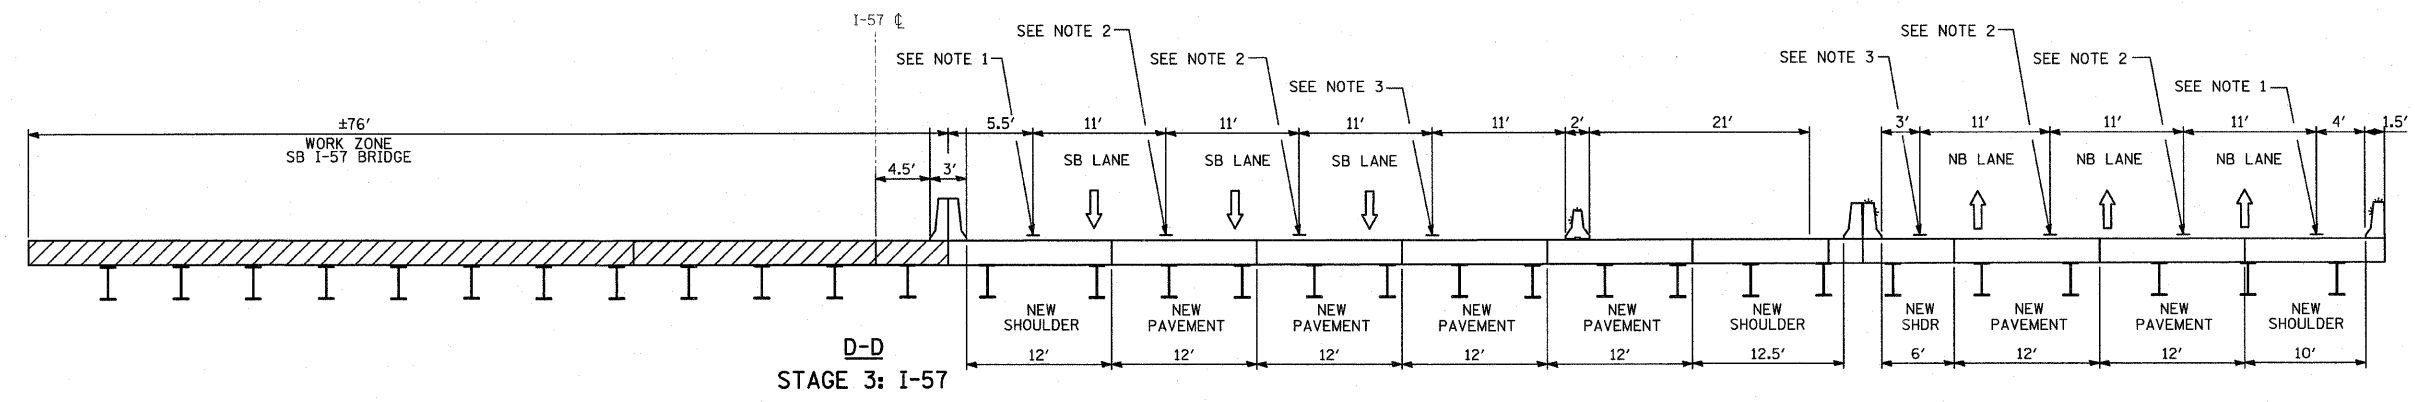 I-57 ℄
SEE NOTE 1
SEE NOTE 2
SEE NOTE 2
SEE NOTE 3
SEE NOTE 3
SEE NOTE 2
SEE NOTE 2
SEE NOTE 1
±76'
5.5'
11'
11'
11'
11'
2'
21'
3'
11'
11'
11'
4'
1.5'
WORK ZONE
SB I-57 BRIDGE
4.5'
3'
SB LANE
SB LANE
SB LANE
NB LANE
NB LANE
NB LANE
NEW
SHOULDER
NEW
PAVEMENT
NEW
PAVEMENT
NEW
PAVEMENT
NEW
PAVEMENT
NEW
SHOULDER
NEW
SHDR
NEW
PAVEMENT
NEW
PAVEMENT
NEW
SHOULDER
12'
12'
12'
12'
12'
12.5'
6'
12'
12'
10'
D-D
STAGE 3: I-57